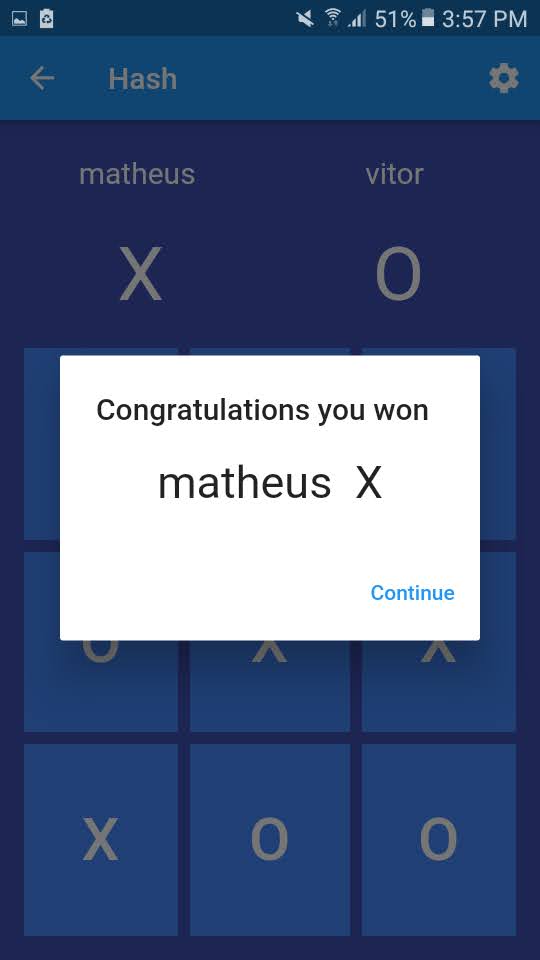 51% 3:57 PM
Hash
matheus vitor
X O
Congratulations you won
matheus X
Continue
O X X
X O O